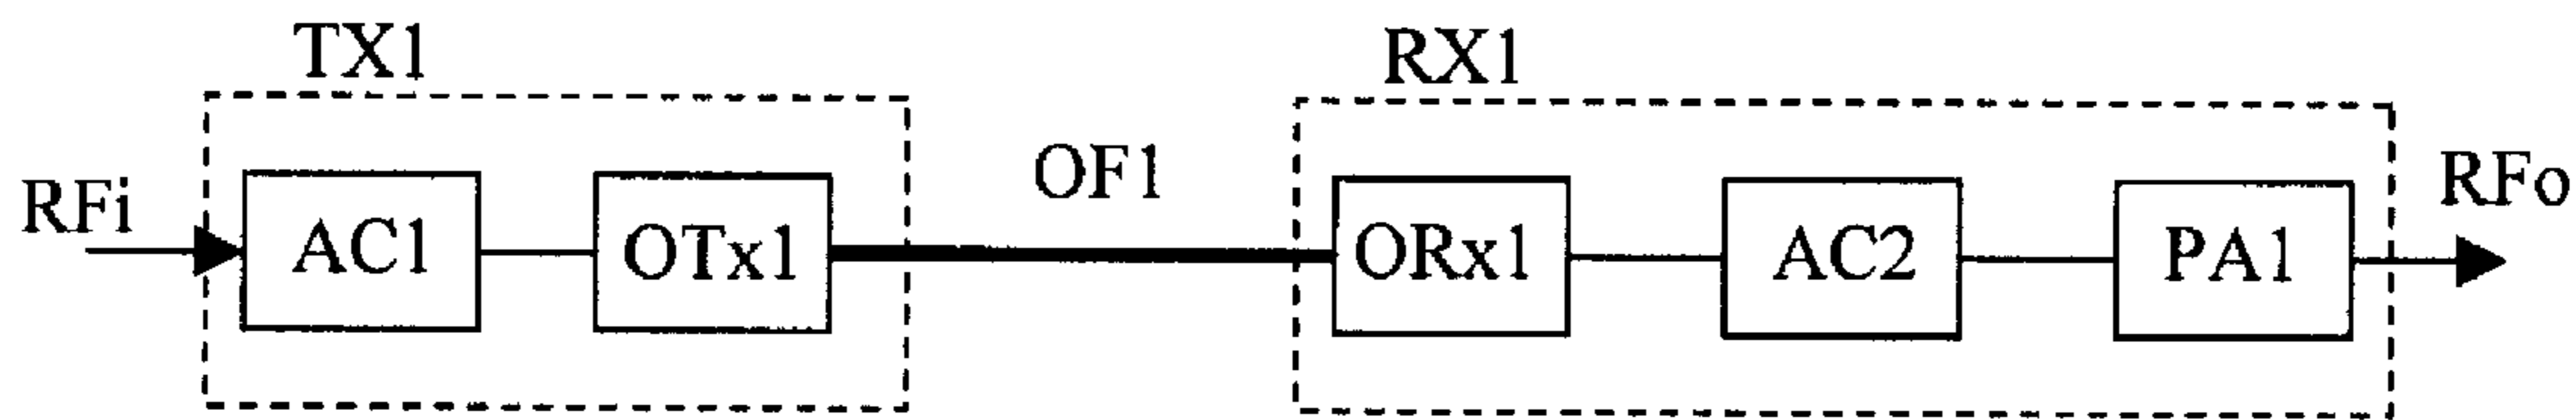 TX1
RX1
RFi
AC1
OTx1
OF1
ORx1
AC2
PA1
RFo